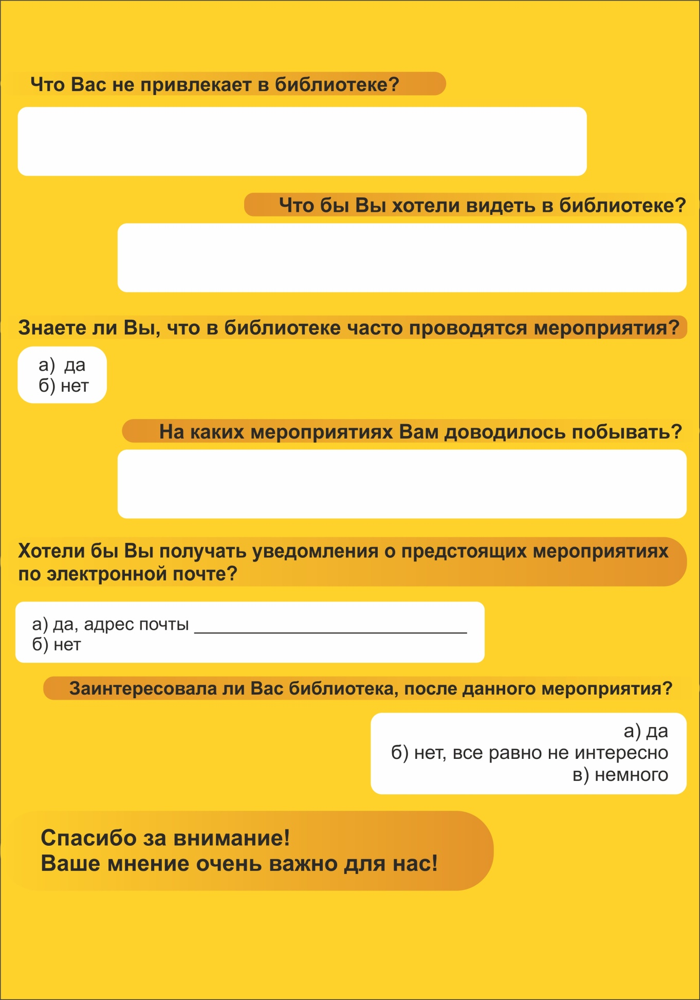 Что Вас не привлекает в библиотеке?
Что бы Вы хотели видеть в библиотеке?
Знаете ли Вы, что в библиотеке часто проводятся мероприятия?
а) да
б) нет
На каких мероприятиях Вам доводилось побывать?
Хотели бы Вы получать уведомления о предстоящих мероприятиях
по электронной почте?
а) да, адрес почты ____________________________
б) нет
Заинтересовала ли Вас библиотека, после данного мероприятия?
а) да
б) нет, все равно не интересно
в) немного
Спасибо за внимание!
Ваше мнение очень важно для нас!